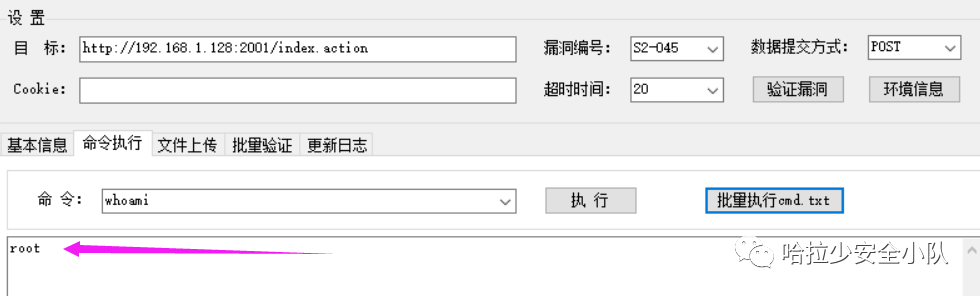 设 置
目 标: http://192.168.1.128:2001/index.action 漏洞编号: S2-045 数据提交方式: POST
Cookie: 超时时间: 20 验证漏洞 环境信息
基本信息 命令执行 文件上传 批量验证 更新日志
命 令: whoami 执 行 批量执行cmd.txt
root
哈拉少安全小队